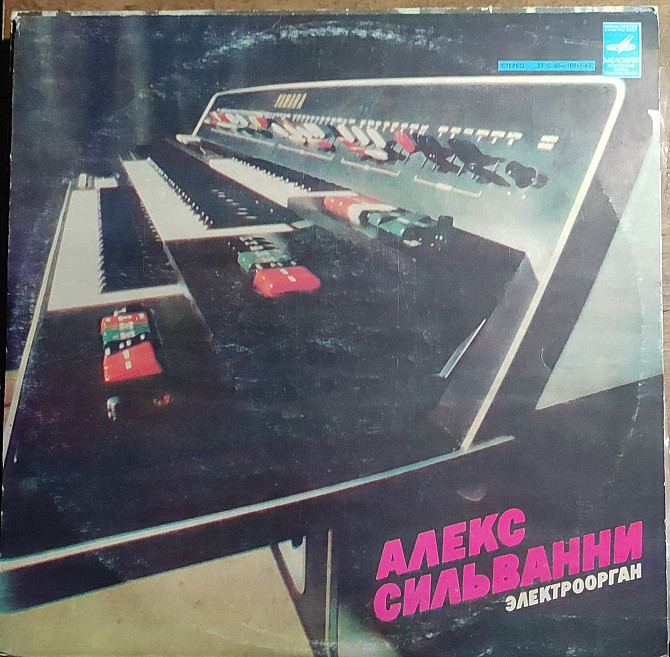 МЕЛОДИЯ
СТЕРЕО
YAMAHA
АЛЕКС
СИЛЬВАННИ
ЭЛЕКТРООРГАН